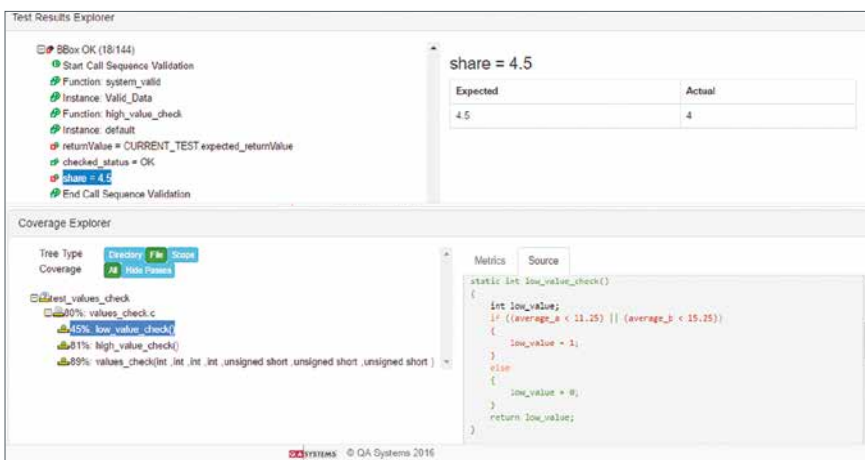 Test Results Explorer
BBox OK (18/144)
Start Call Sequence Validation
Function: system_valid
Instance: Valid_Data
Function: high_value_check
Instance: default
returnValue = CURRENT_TEST.expected_returnValue
checked_status = OK
share = 4.5
End Call Sequence Validation
share = 4.5
Expected Actual
4.5 4
Coverage Explorer
Tree Type Directory File Scope
Coverage All Hide Passes
test_values_check
80%: values_check.c
45%: low_value_check()
81%: high_value_check()
89%: values_check(int ,int ,int ,int ,unsigned short ,unsigned short ,unsigned short )
Metrics Source
static int low_value_check()
{
int low_value;
if ((average_a < 11.25) || (average_b < 15.25))
{
low_value = 1;
}
else
{
low_value = 0;
}
return low_value;
}
QA SYSTEMS © QA Systems 2016